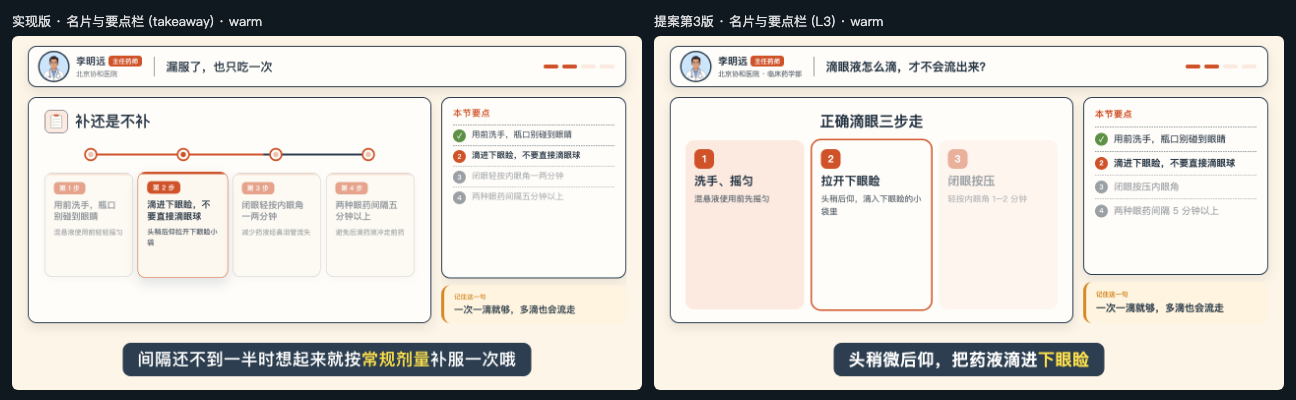 实现版 · 名片与要点栏 (takeaway) · warm
李明远 主任药师
北京协和医院
漏服了，也只吃一次
补还是不补
第 1 步
用前洗手，瓶口
别碰到眼睛
混悬液使用前轻轻摇匀
第 2 步
滴进下眼睑，不
要直接滴眼球
头稍后仰拉开下眼睑小
袋
第 3 步
闭眼轻按内眼角
一两分钟
减少药液经鼻泪管流失
第 4 步
两种眼药间隔五
分钟以上
避免后滴药液冲走前药
本节要点
用前洗手，瓶口别碰到眼睛
2 滴进下眼睑，不要直接滴眼球
3 闭眼轻按内眼角一两分钟
4 两种眼药间隔五分钟以上
记住这一句
一次一滴就够，多滴也会流走
间隔还不到一半时想起来就按常规剂量补服一次哦
提案第3版 · 名片与要点栏 (L3) · warm
李明远 主任药师
北京协和医院 · 临床药学部
滴眼液怎么滴，才不会流出来？
正确滴眼三步走
1
洗手、摇匀
混悬液使用前先摇匀
2
拉开下眼睑
头稍后仰，滴入下眼睑的小
袋里
3
闭眼按压
轻按内眼角 1–2 分钟
本节要点
用前洗手，瓶口别碰到眼睛
2 滴进下眼睑，不要直接滴眼球
3 闭眼按压内眼角
4 两种眼药间隔 5 分钟以上
记住这一句
一次一滴就够，多滴也会流走
头稍微后仰，把药液滴进下眼睑